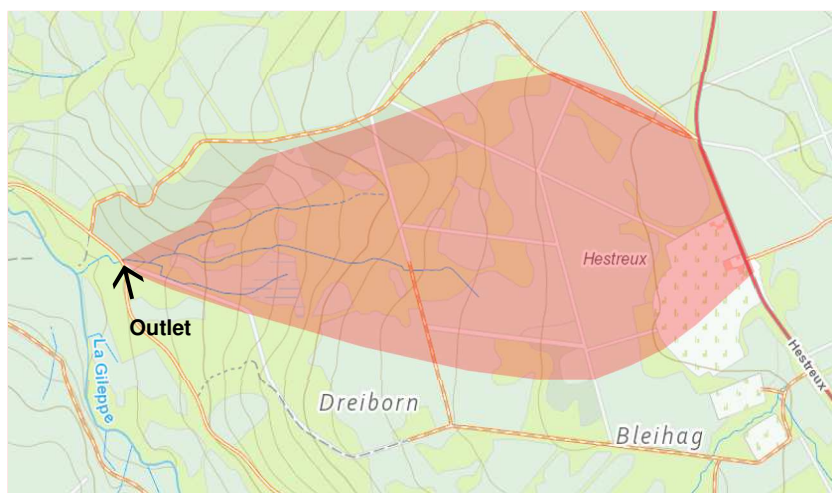 Hestreux
Outlet
La Gileppe
Hestreux
Dreiborn
Bleihag